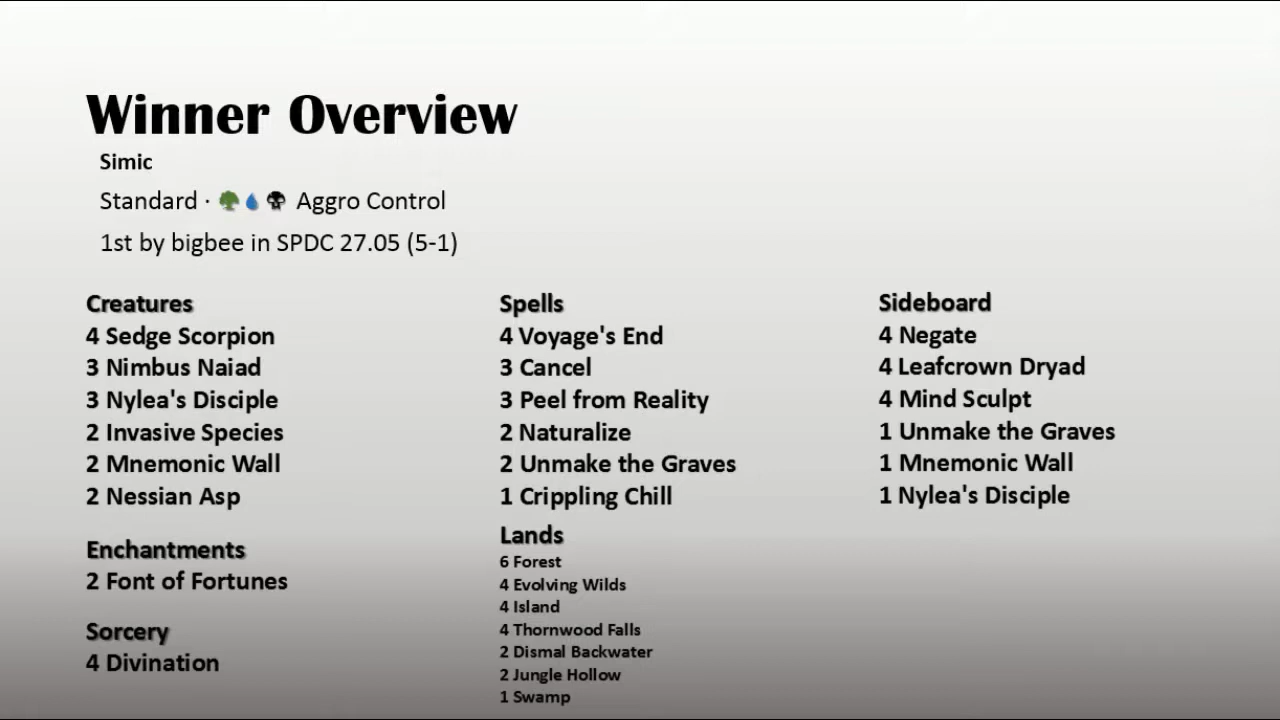 Winner Overview
Simic
Standard · Aggro Control
1st by bigbee in SPDC 27.05 (5-1)
Creatures
4 Sedge Scorpion
3 Nimbus Naiad
3 Nylea's Disciple
2 Invasive Species
2 Mnemonic Wall
2 Nessian Asp
Enchantments
2 Font of Fortunes
Sorcery
4 Divination
Spells
4 Voyage's End
3 Cancel
3 Peel from Reality
2 Naturalize
2 Unmake the Graves
1 Crippling Chill
Lands
6 Forest
4 Evolving Wilds
4 Island
4 Thornwood Falls
2 Dismal Backwater
2 Jungle Hollow
1 Swamp
Sideboard
4 Negate
4 Leafcrown Dryad
4 Mind Sculpt
1 Unmake the Graves
1 Mnemonic Wall
1 Nylea's Disciple